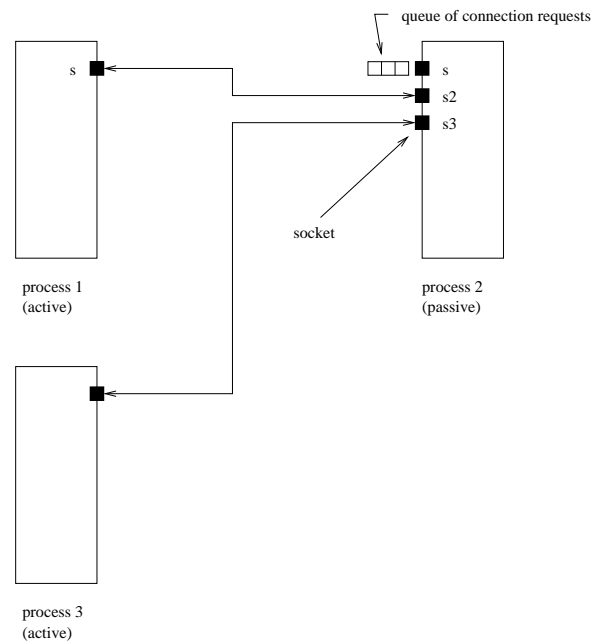 queue of connection requests
s
s
s2
s3
socket
process 1
(active)
process 2
(passive)
process 3
(active)